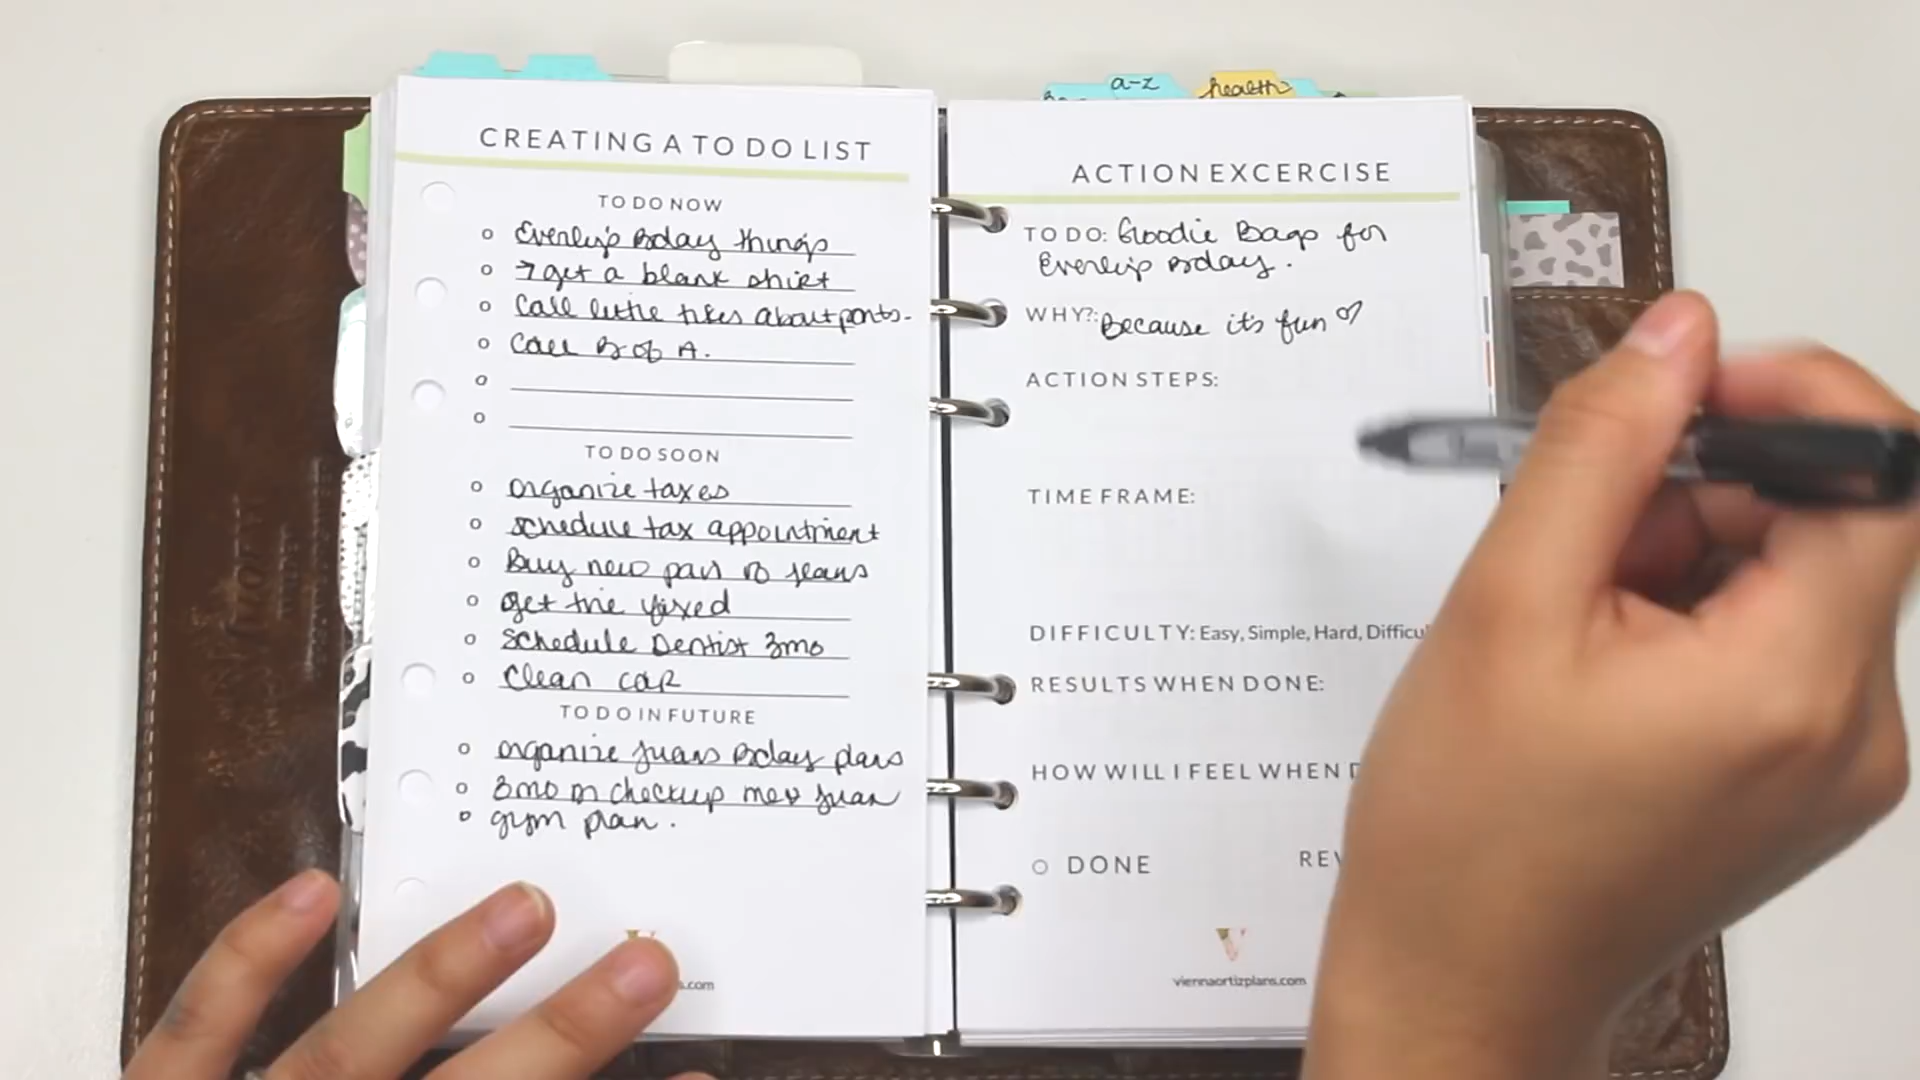 a-z
health
CREATING A TO DO LIST
TO DO NOW
Everly's Bday things
→ get a blank shirt
Call little tikes about parts.
Call B of A.
TO DO SOON
organize taxes
schedule tax appointment
Buy new pair of jeans
get tire fixed
Schedule Dentist 3mo
Clean car
TO DO IN FUTURE
organize Juans Bday plans
3mo checkup me & Juan
gym plan.
s.com
ACTION EXCERCISE
TO DO: Goodie Bags for
Everly's Bday.
WHY?: Because it's fun ♡
ACTION STEPS:
TIME FRAME:
DIFFICULTY: Easy, Simple, Hard, Difficul
RESULTS WHEN DONE:
HOW WILL I FEEL WHEN D
DONE
REV
viennaortizplans.com